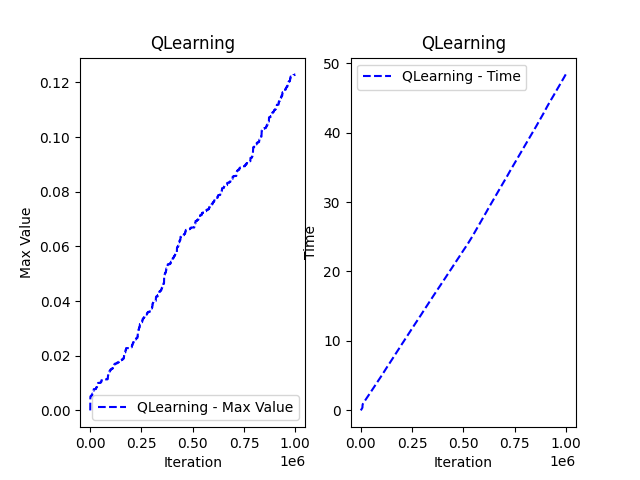 QLearning
Max Value
0.12
0.10
0.08
0.06
0.04
0.02
0.00
QLearning - Max Value
0.00 0.25 0.50 0.75 1.00
Iteration
1e6
QLearning
Time
50
40
30
20
10
0
QLearning - Time
0.00 0.25 0.50 0.75 1.00
Iteration
1e6